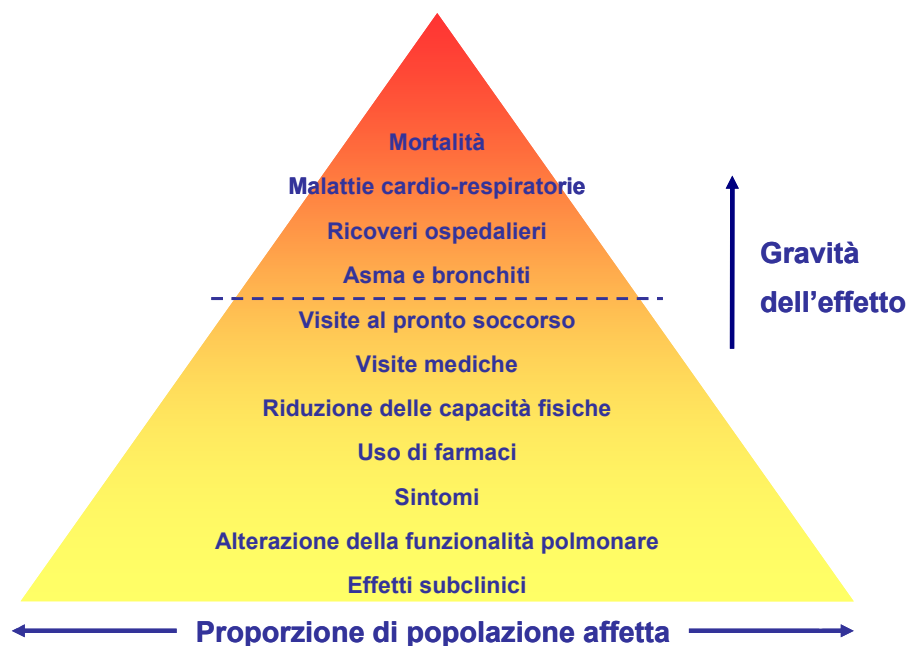 Mortalità
Malattie cardio-respiratorie
Ricoveri ospedalieri
Asma e bronchiti
Visite al pronto soccorso
Visite mediche
Riduzione delle capacità fisiche
Uso di farmaci
Sintomi
Alterazione della funzionalità polmonare
Effetti subclinici
Gravità
dell’effetto
Proporzione di popolazione affetta